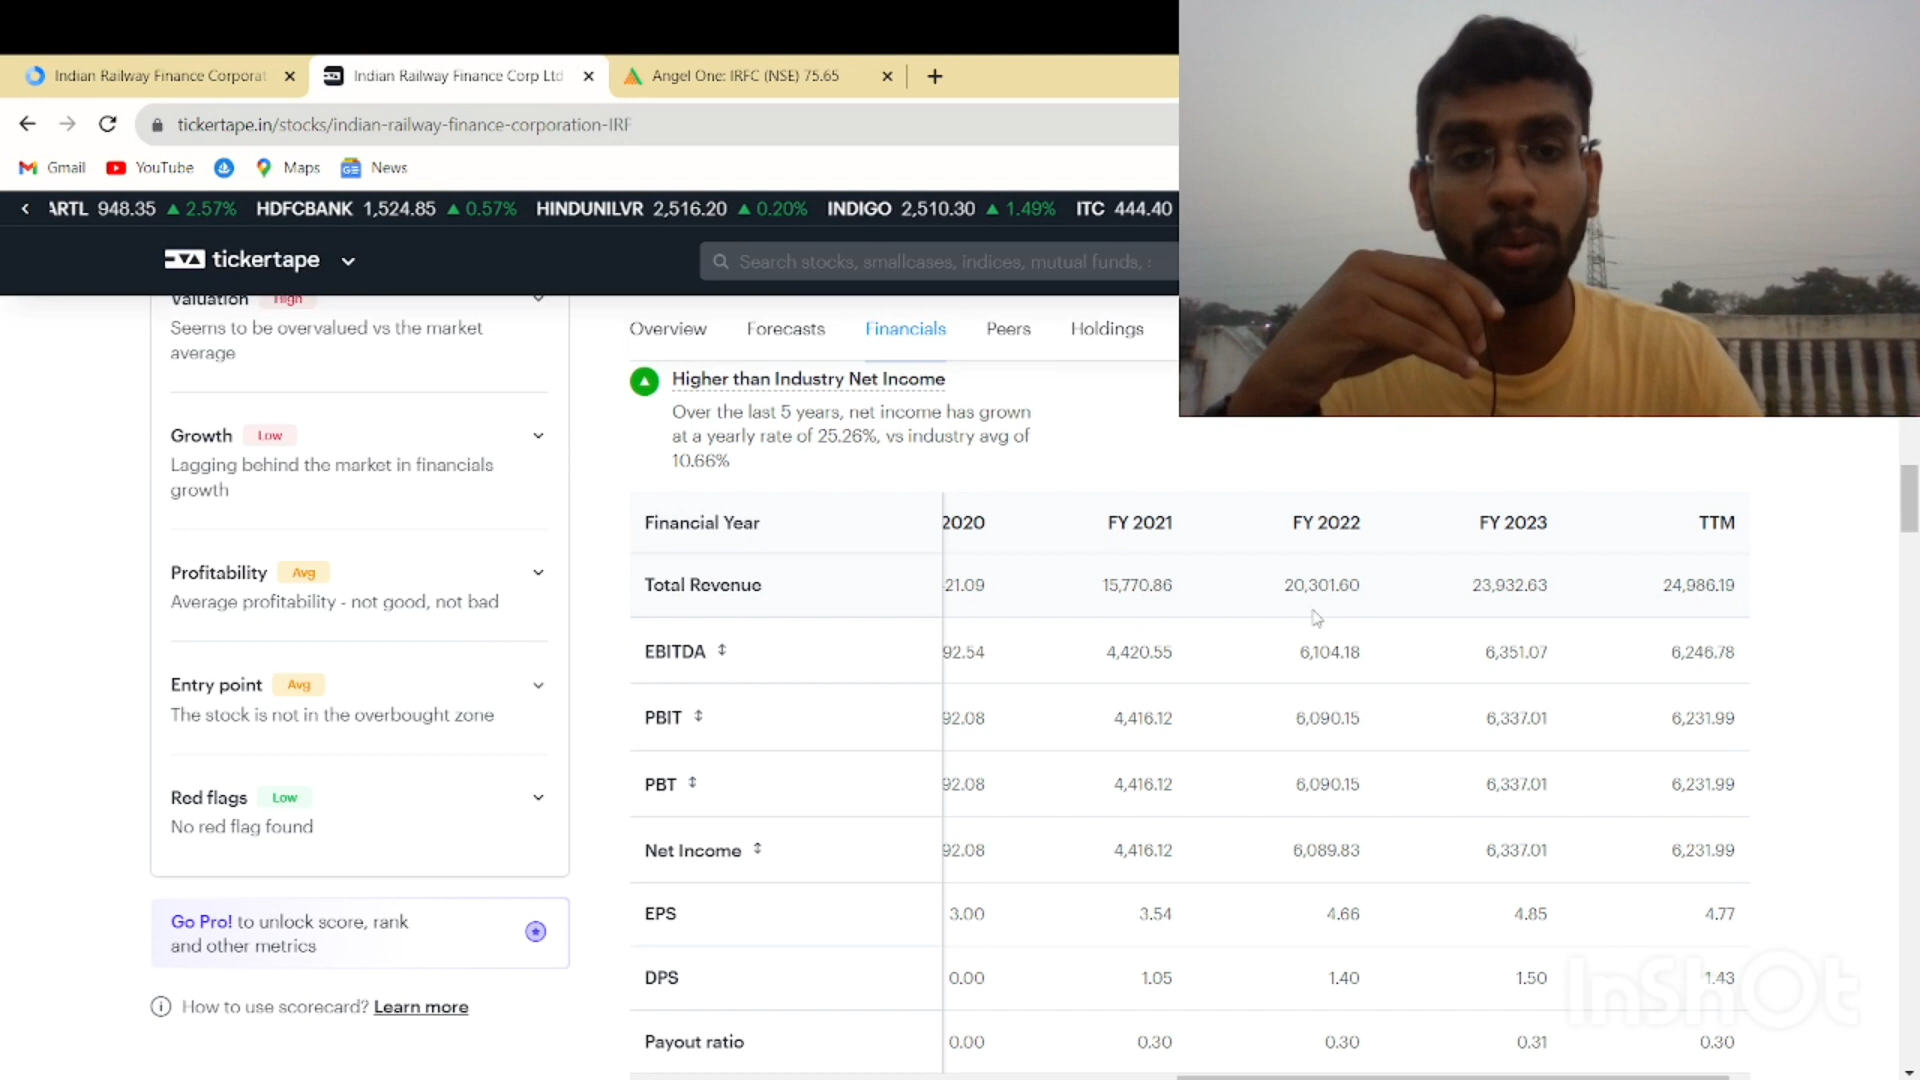 Indian Railway Finance Corporat
Indian Railway Finance Corp Ltd
Angel One: IRFC (NSE) 75.65
tickertape.in/stocks/indian-railway-finance-corporation-IRF
Gmail YouTube Maps News
ARTL 948.35 ▲ 2.57% HDFCBANK 1,524.85 ▲ 0.57% HINDUNILVR 2,516.20 ▲ 0.20% INDIGO 2,510.30 ▲ 1.49% ITC 444.40
tickertape
Search stocks, smallcases, indices, mutual funds,
Valuation High
Seems to be overvalued vs the market
average
Growth Low
Lagging behind the market in financials
growth
Profitability Avg
Average profitability - not good, not bad
Entry point Avg
The stock is not in the overbought zone
Red flags Low
No red flag found
Go Pro! to unlock score, rank
and other metrics
How to use scorecard? Learn more
Overview Forecasts Financials Peers Holdings
Higher than Industry Net Income
Over the last 5 years, net income has grown
at a yearly rate of 25.26%, vs industry avg of
10.66%
Financial Year 2020 FY 2021 FY 2022 FY 2023 TTM
Total Revenue 21.09 15,770.86 20,301.60 23,932.63 24,986.19
EBITDA 92.54 4,420.55 6,104.18 6,351.07 6,246.78
PBIT 92.08 4,416.12 6,090.15 6,337.01 6,231.99
PBT 92.08 4,416.12 6,090.15 6,337.01 6,231.99
Net Income 92.08 4,416.12 6,089.83 6,337.01 6,231.99
EPS 3.00 3.54 4.66 4.85 4.77
DPS 0.00 1.05 1.40 1.50 1.43
Payout ratio 0.00 0.30 0.30 0.31 0.30
InShOt